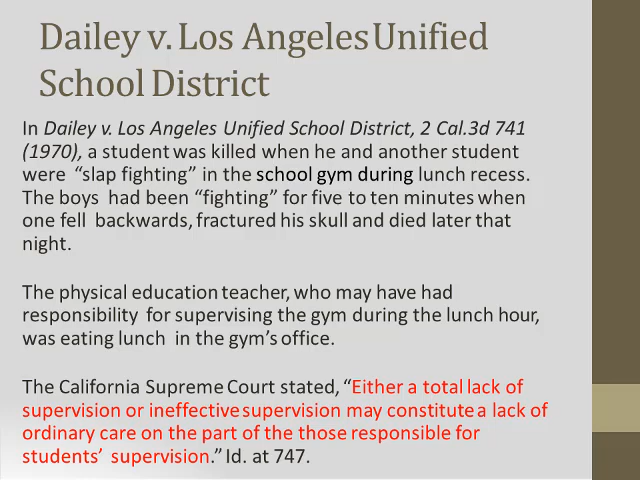 Dailey v. Los Angeles Unified
School District
In Dailey v. Los Angeles Unified School District, 2 Cal.3d 741
(1970), a student was killed when he and another student
were “slap fighting” in the school gym during lunch recess.
The boys had been “fighting” for five to ten minutes when
one fell backwards, fractured his skull and died later that
night.
The physical education teacher, who may have had
responsibility for supervising the gym during the lunch hour,
was eating lunch in the gym’s office.
The California Supreme Court stated, “Either a total lack of
supervision or ineffective supervision may constitute a lack of
ordinary care on the part of the those responsible for
students’ supervision.” Id. at 747.